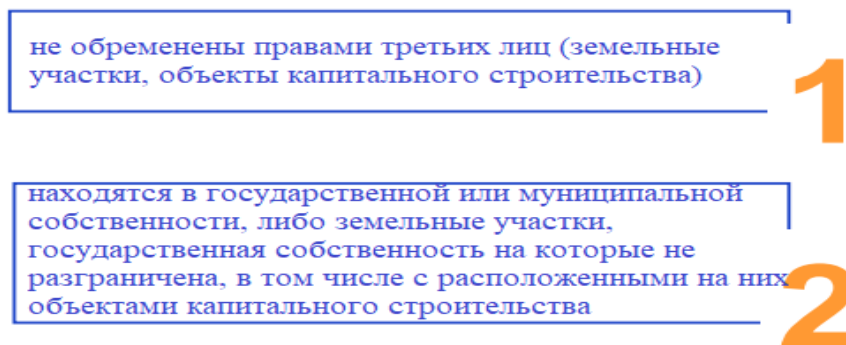 не обременены правами третьих лиц (земельные
участки, объекты капитального строительства)
1
находятся в государственной или муниципальной
собственности, либо земельные участки,
государственная собственность на которые не
разграничена, в том числе с расположенными на них
объектами капитального строительства
2